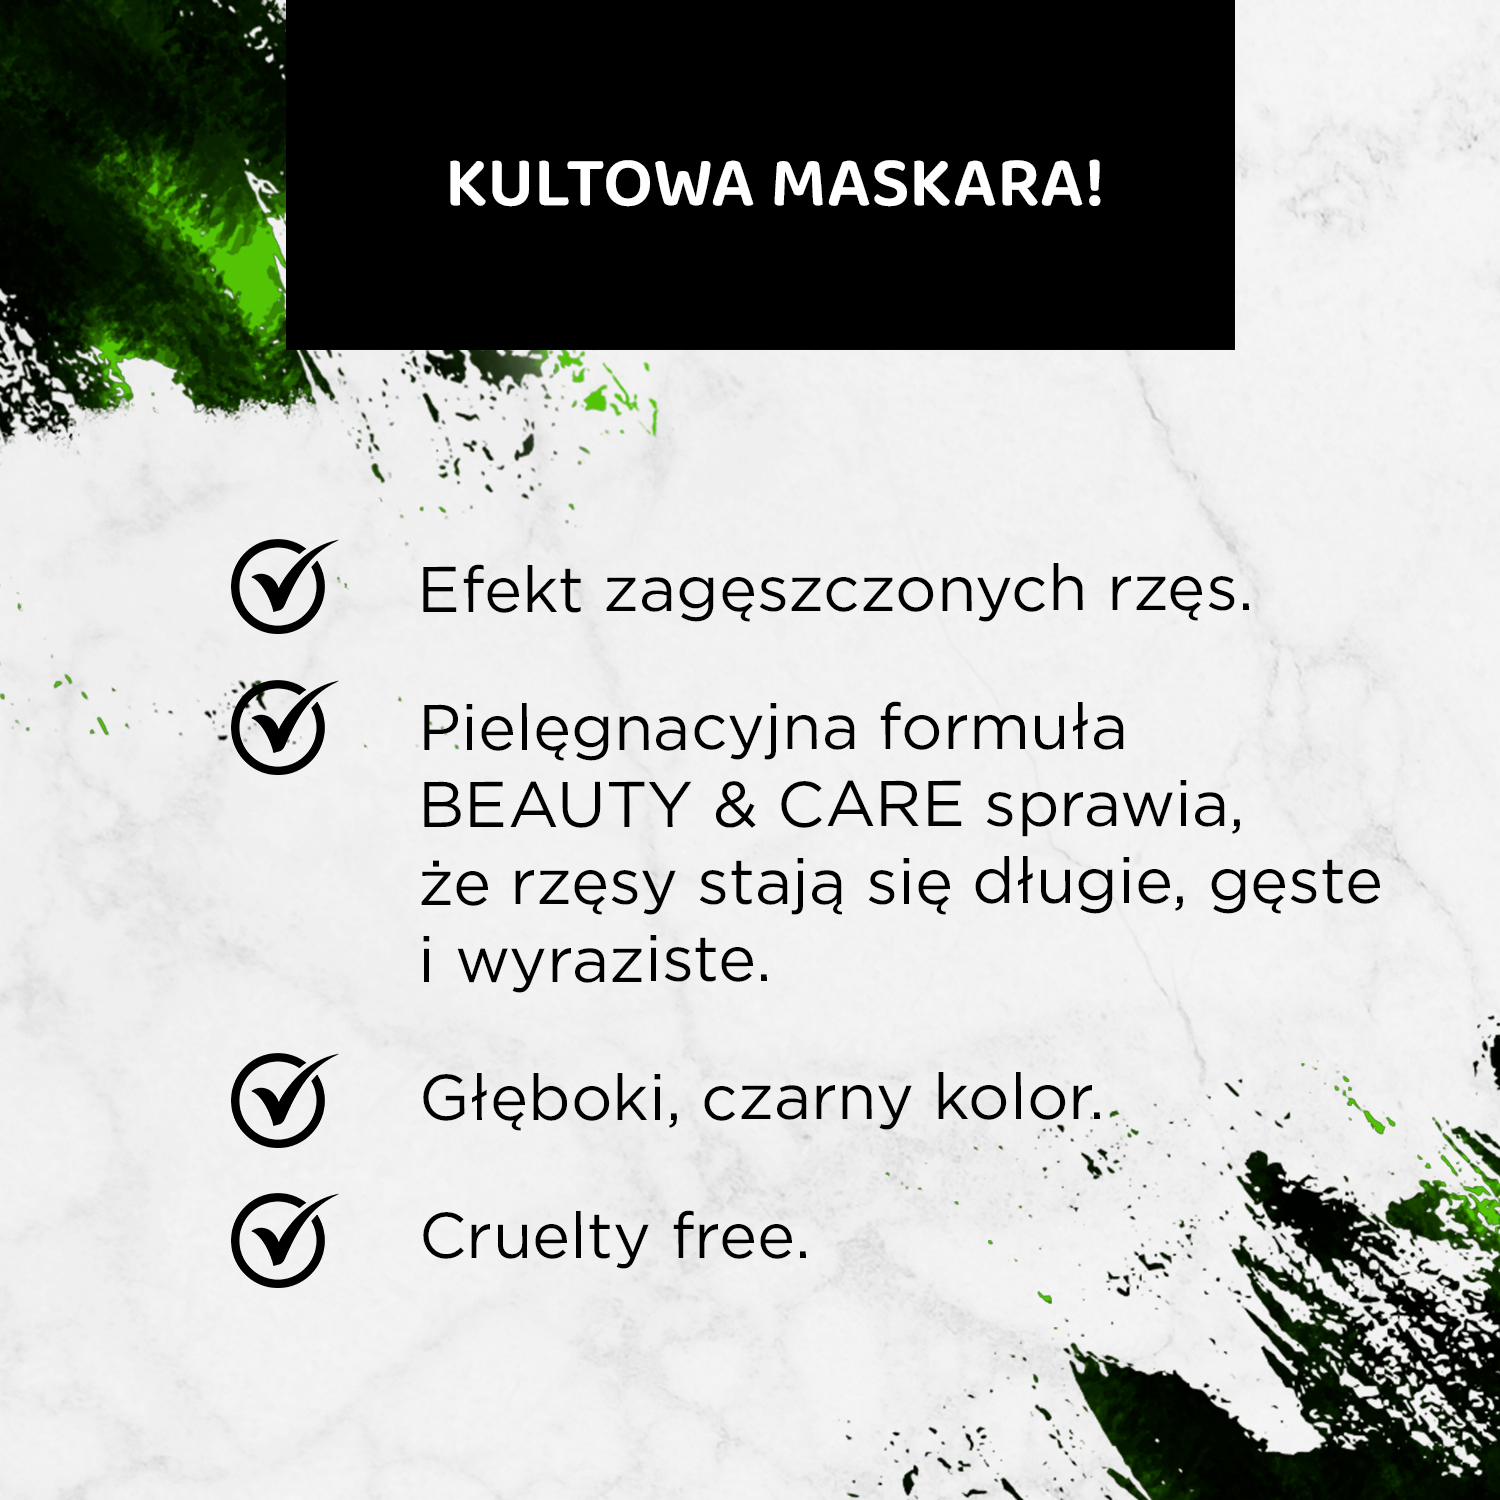 KULTOWA MASKARA!
Efekt zagęszczonych rzęs.
Pielęgnacyjna formuła
BEAUTY & CARE sprawia,
że rzęsy stają się długie, gęste
i wyraziste.
Głęboki, czarny kolor.
Cruelty free.